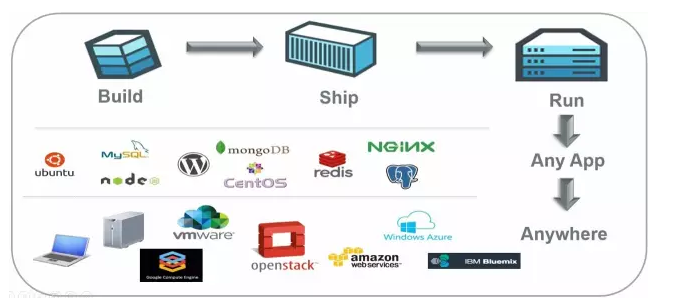 Build
Ship
Run
ubuntu
MySQL
node
JS
mongoDB
CentOS
redis
NGINX
Any App
vmware
Google Compute Engine
openstack
amazon
web services
Windows Azure
IBM Bluemix
Anywhere